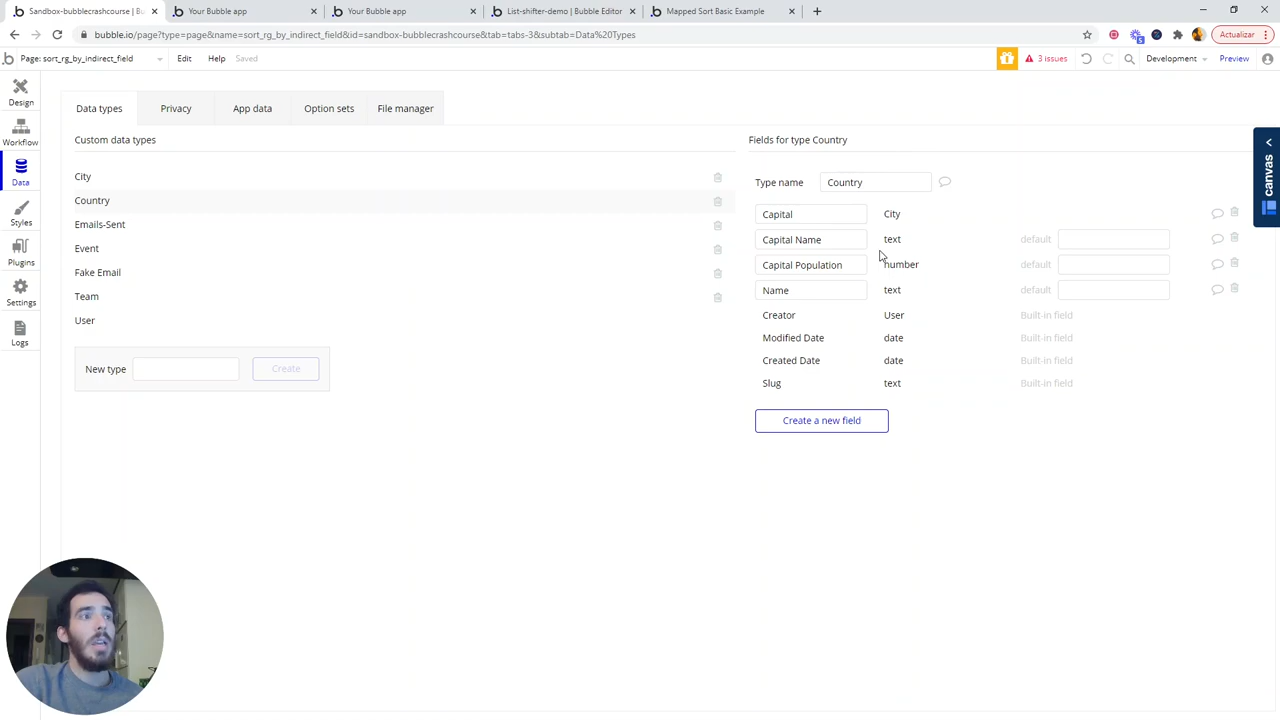 Sandbox-bubblecrashcourse | Bu
Your Bubble app
Your Bubble app
List-shifter-demo | Bubble Editor
Mapped Sort Basic Example
bubble.io/page?type=page&name=sort_rg_by_indirect_field&id=sandbox-bubblecrashcourse&tab=tabs-3&subtab=Data%20Types
Actualizar
Page: sort_rg_by_indirect_field
Edit
Help
Saved
3 issues
Development
Preview
Design
Workflow
Data
Styles
Plugins
Settings
Logs
Data types
Privacy
App data
Option sets
File manager
Custom data types
City
Country
Emails-Sent
Event
Fake Email
Team
User
New type
Create
Fields for type Country
Type name Country
Capital City
Capital Name text default
Capital Population number default
Name text default
Creator User Built-in field
Modified Date date Built-in field
Created Date date Built-in field
Slug text Built-in field
Create a new field
canvas